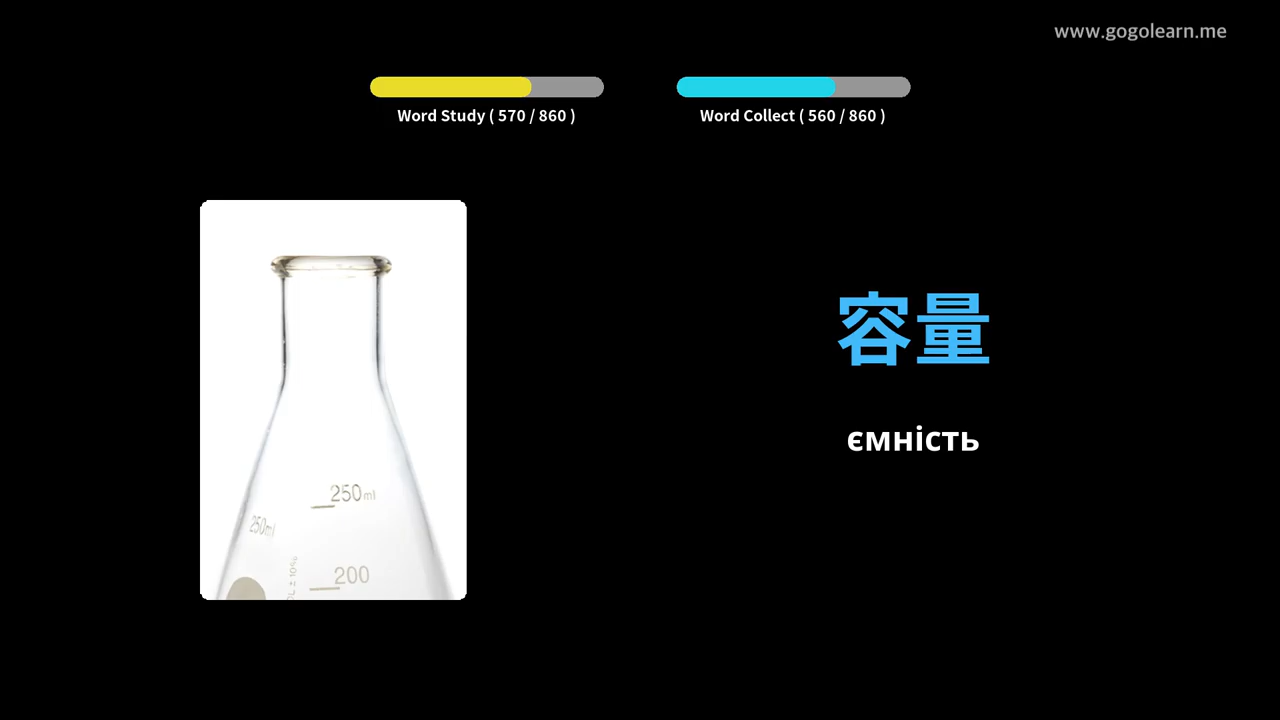 www.gogolearn.me
Word Study ( 570 / 860 )
Word Collect ( 560 / 860 )
容量
ємність
250ml
250ml
200